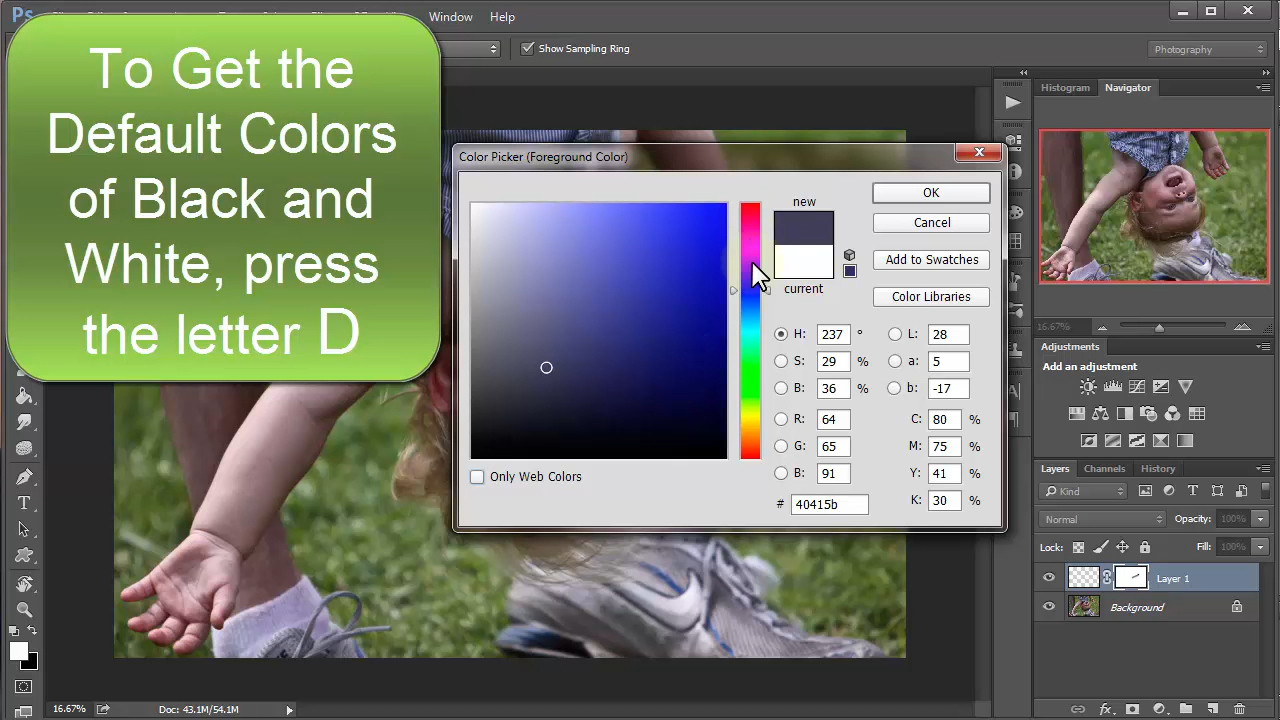 Ps
Window
Help
To Get the
Default Colors
of Black and
White, press
the letter D
Show Sampling Ring
Photography
Histogram
Navigator
16.67%
Color Picker (Foreground Color)
new
current
OK
Cancel
Add to Swatches
Color Libraries
H: 237 °
S: 29 %
B: 36 %
R: 64
G: 65
B: 91
# 40415b
L: 28
a: 5
b: -17
C: 80 %
M: 75 %
Y: 41 %
K: 30 %
Only Web Colors
Adjustments
Add an adjustment
Layers
Channels
History
Kind
Normal
Opacity: 100%
Lock:
Fill: 100%
Layer 1
Background
16.67%
Doc: 43.1M/54.1M